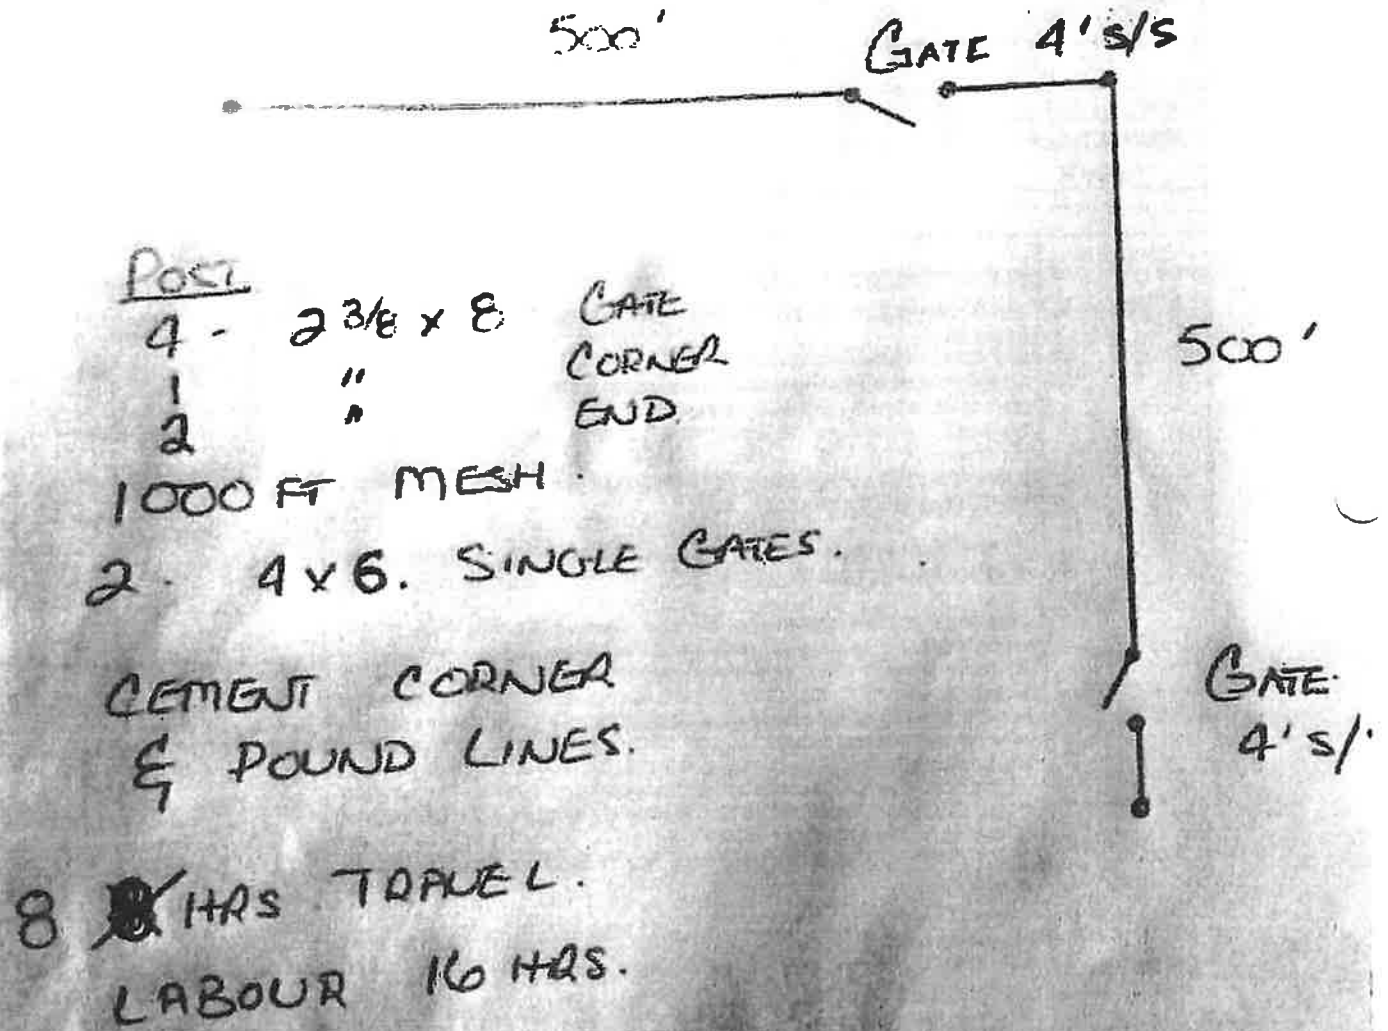 500'
GATE 4' S/S
POST
4 - 2 3/8 x 8 GATE
1 " CORNER
2 " END
500'
1000 FT MESH.
2. 4 x 6. SINGLE GATES.
CEMENT CORNER
& POUND LINES.
GATE.
4' S/
8 HRS TRAVEL.
LABOUR 16 HRS.